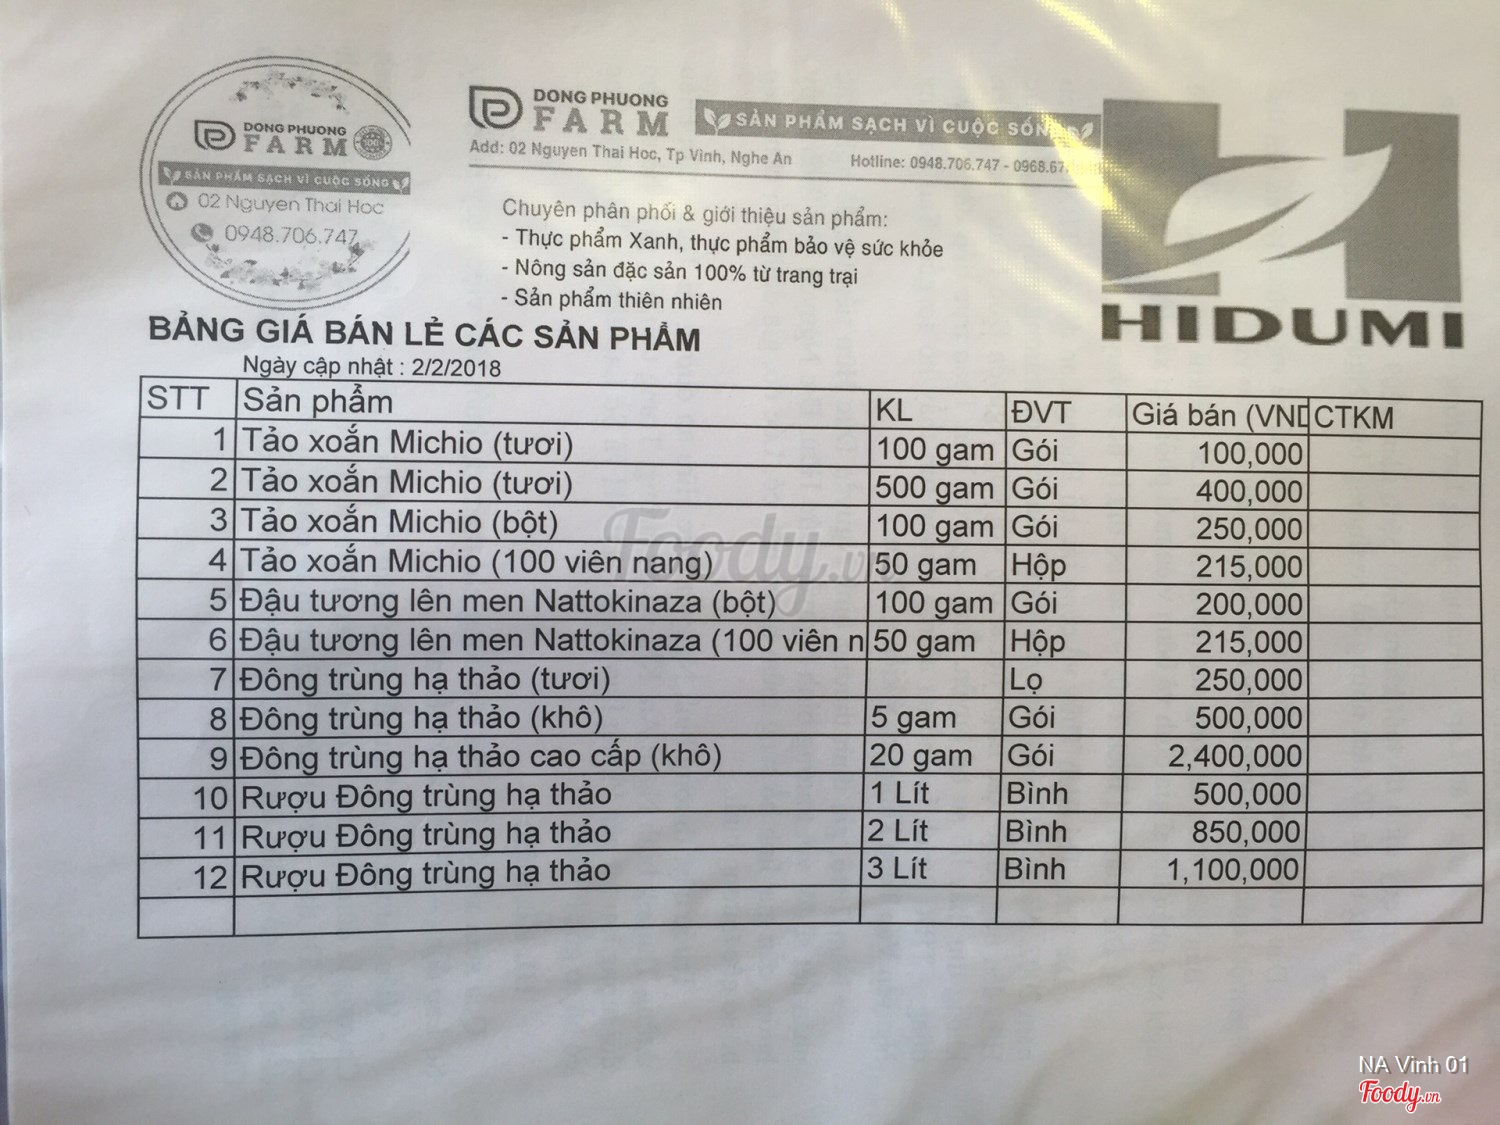 DONG PHUONG
FARM
SẢN PHẨM SẠCH VÌ CUỘC SỐNG
02 Nguyen Thai Hoc
0948.706.747
DONG PHUONG
FARM
SẢN PHẨM SẠCH VÌ CUỘC SỐNG
Add: 02 Nguyen Thai Hoc, Tp Vinh, Nghe An Hotline: 0948.706.747 - 0968.67
Chuyên phân phối & giới thiệu sản phẩm:
- Thực phẩm Xanh, thực phẩm bảo vệ sức khỏe
- Nông sản đặc sản 100% từ trang trại
- Sản phẩm thiên nhiên
HIDUMI
BẢNG GIÁ BÁN LẺ CÁC SẢN PHẨM
Ngày cập nhật : 2/2/2018
STT Sản phẩm KL ĐVT Giá bán (VND CTKM
1 Tảo xoắn Michio (tươi) 100 gam Gói 100,000
2 Tảo xoắn Michio (tươi) 500 gam Gói 400,000
3 Tảo xoắn Michio (bột) 100 gam Gói 250,000
4 Tảo xoắn Michio (100 viên nang) 50 gam Hộp 215,000
5 Đậu tương lên men Nattokinaza (bột) 100 gam Gói 200,000
6 Đậu tương lên men Nattokinaza (100 viên n 50 gam Hộp 215,000
7 Đông trùng hạ thảo (tươi) Lọ 250,000
8 Đông trùng hạ thảo (khô) 5 gam Gói 500,000
9 Đông trùng hạ thảo cao cấp (khô) 20 gam Gói 2,400,000
10 Rượu Đông trùng hạ thảo 1 Lít Bình 500,000
11 Rượu Đông trùng hạ thảo 2 Lít Bình 850,000
12 Rượu Đông trùng hạ thảo 3 Lít Bình 1,100,000
Foody.vn
NA Vinh 01
Foody.vn